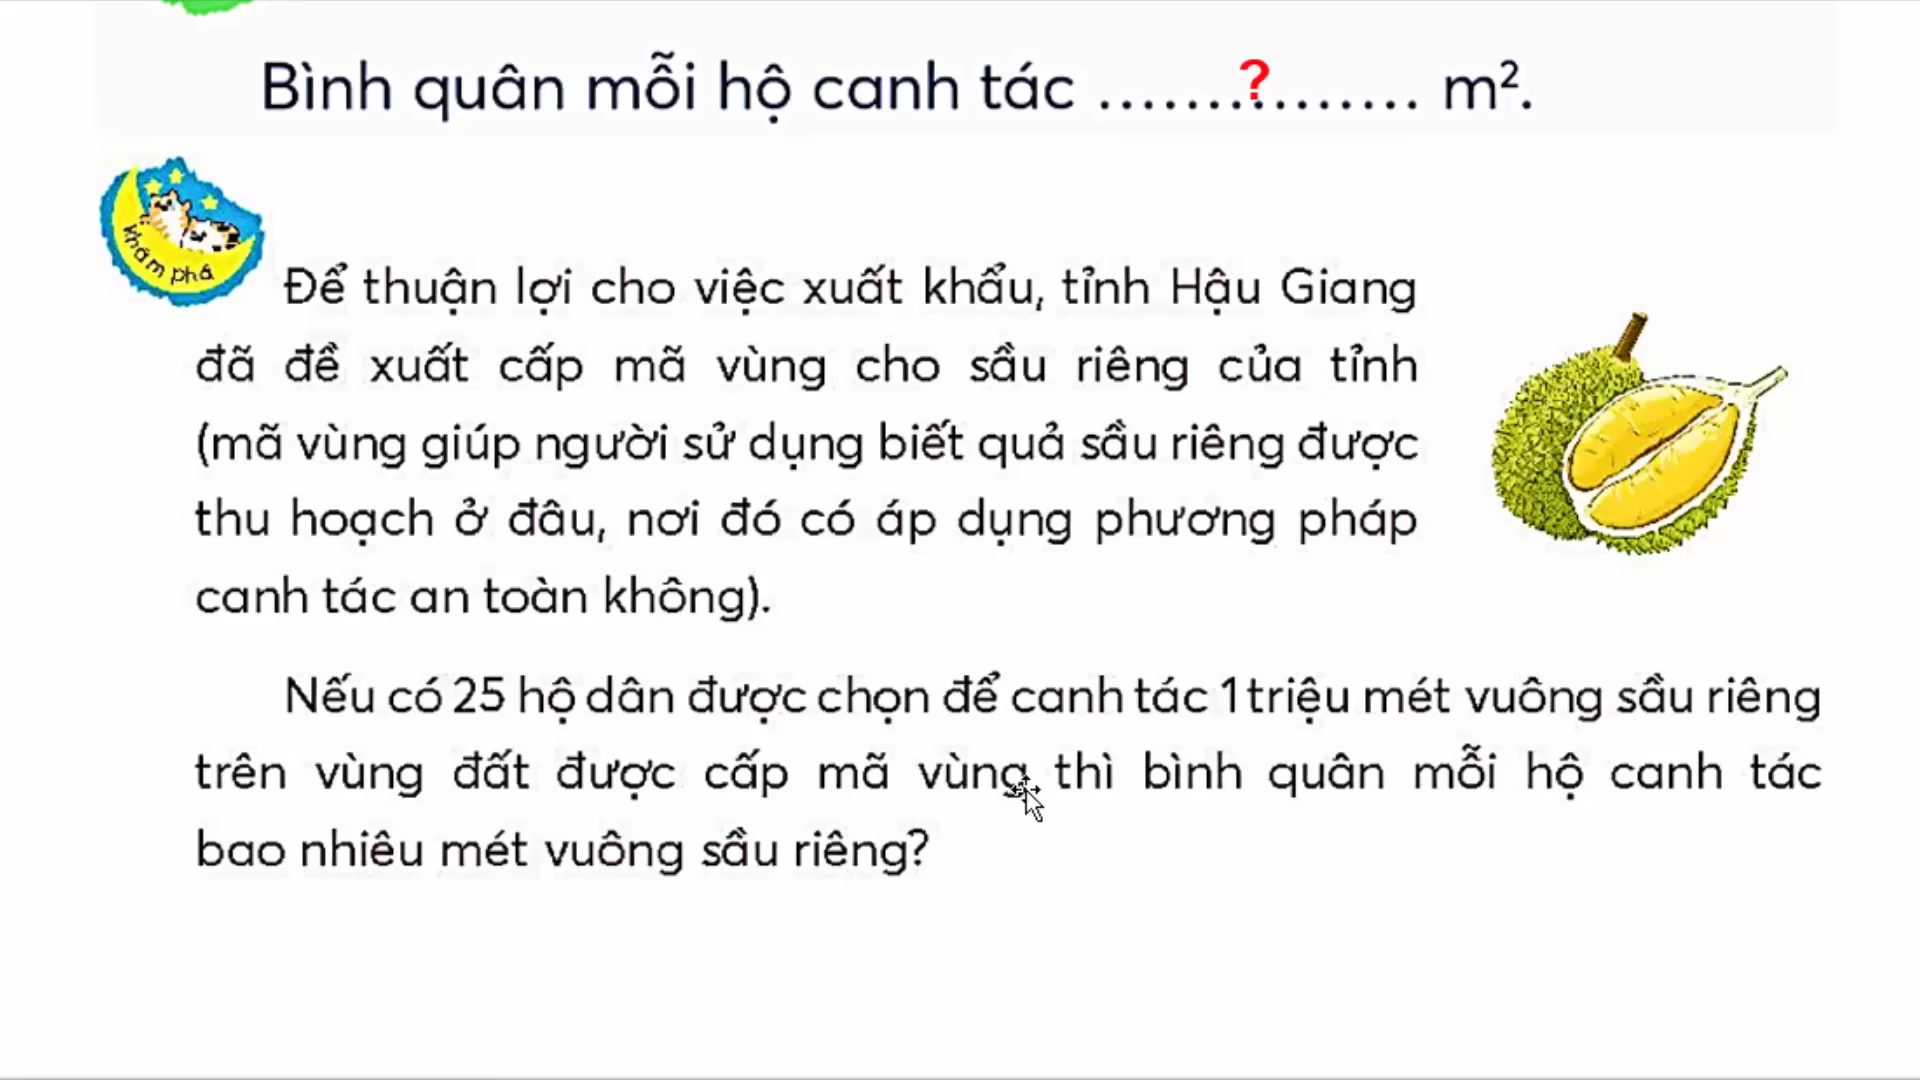 Bình quân mỗi hộ canh tác .......?....... m².
Khám phá
Để thuận lợi cho việc xuất khẩu, tỉnh Hậu Giang
đã đề xuất cấp mã vùng cho sầu riêng của tỉnh
(mã vùng giúp người sử dụng biết quả sầu riêng được
thu hoạch ở đâu, nơi đó có áp dụng phương pháp
canh tác an toàn không).
Nếu có 25 hộ dân được chọn để canh tác 1 triệu mét vuông sầu riêng
trên vùng đất được cấp mã vùng thì bình quân mỗi hộ canh tác
bao nhiêu mét vuông sầu riêng?